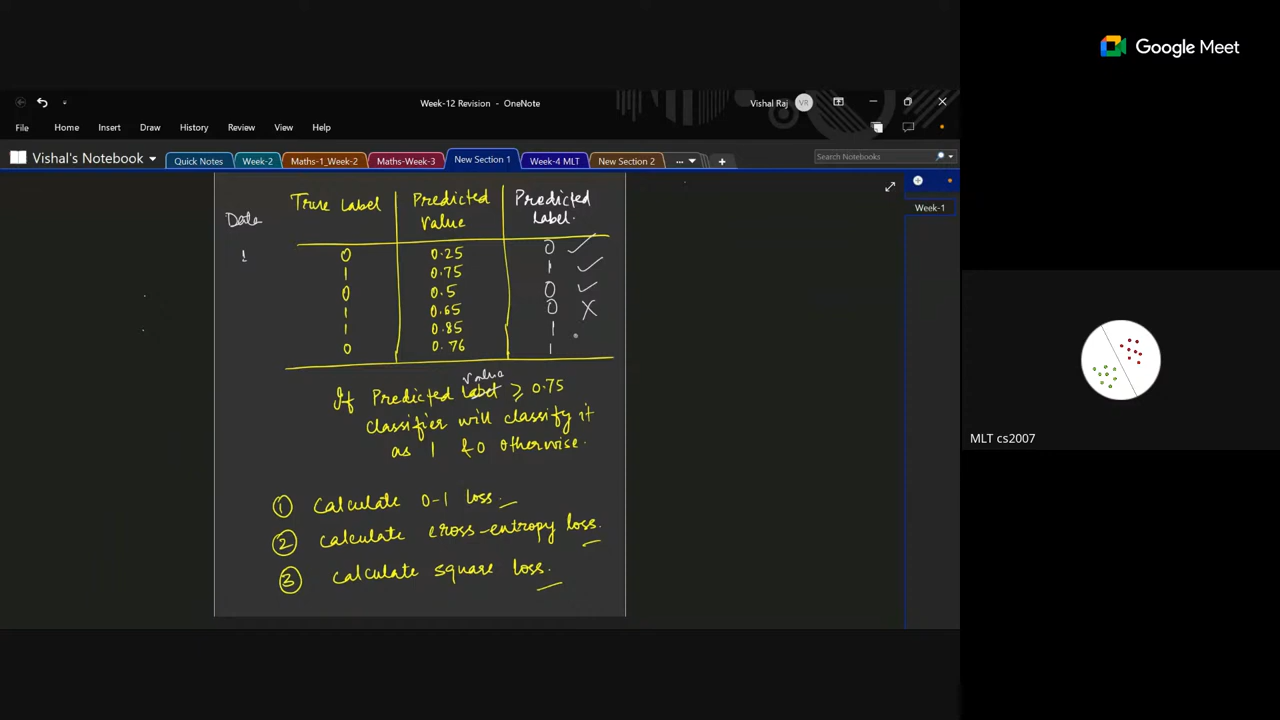 Google Meet
Week-12 Revision - OneNote
Vishal Raj
VR
File Home Insert Draw History Review View Help
Vishal's Notebook
Quick Notes Week-2 Maths-1_Week-2 Maths-Week-3 New Section 1 Week-4 MLT New Section 2 ...
Search Notebooks
Week-1
Data True Label Predicted Value Predicted Label.
1 0 0.25 0 ✓
1 0.75 1 ✓
0 0.5 0 ✓
1 0.65 0 X
1 0.85 1
0 0.76 1
value
If Predicted Label ≥ 0.75
classifier will classify it
as 1 & 0 otherwise.
① Calculate 0-1 loss.
② Calculate cross-entropy loss.
③ Calculate square loss.
MLT cs2007